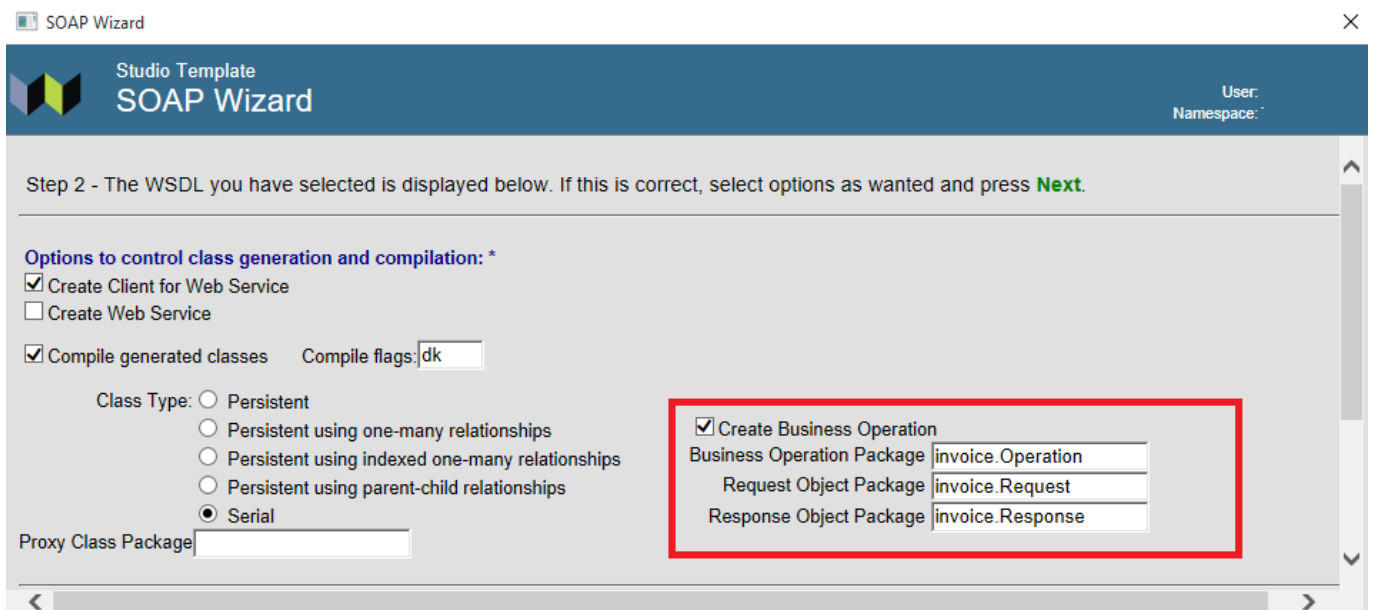 SOAP Wizard
Studio Template
SOAP Wizard
User:
Namespace:
Step 2 - The WSDL you have selected is displayed below. If this is correct, select options as wanted and press Next.
Options to control class generation and compilation: *
Create Client for Web Service
Create Web Service
Compile generated classes Compile flags: dk
Class Type: Persistent
Persistent using one-many relationships
Persistent using indexed one-many relationships
Persistent using parent-child relationships
Serial
Proxy Class Package
Create Business Operation
Business Operation Package invoice.Operation
Request Object Package invoice.Request
Response Object Package invoice.Response